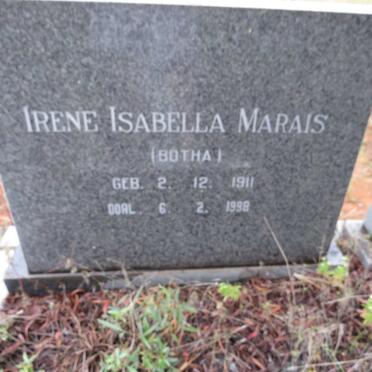 IRENE ISABELLA MARAIS
(BOTHA)
GEB. 2. 12. 1911
OORL. 6 2. 1998